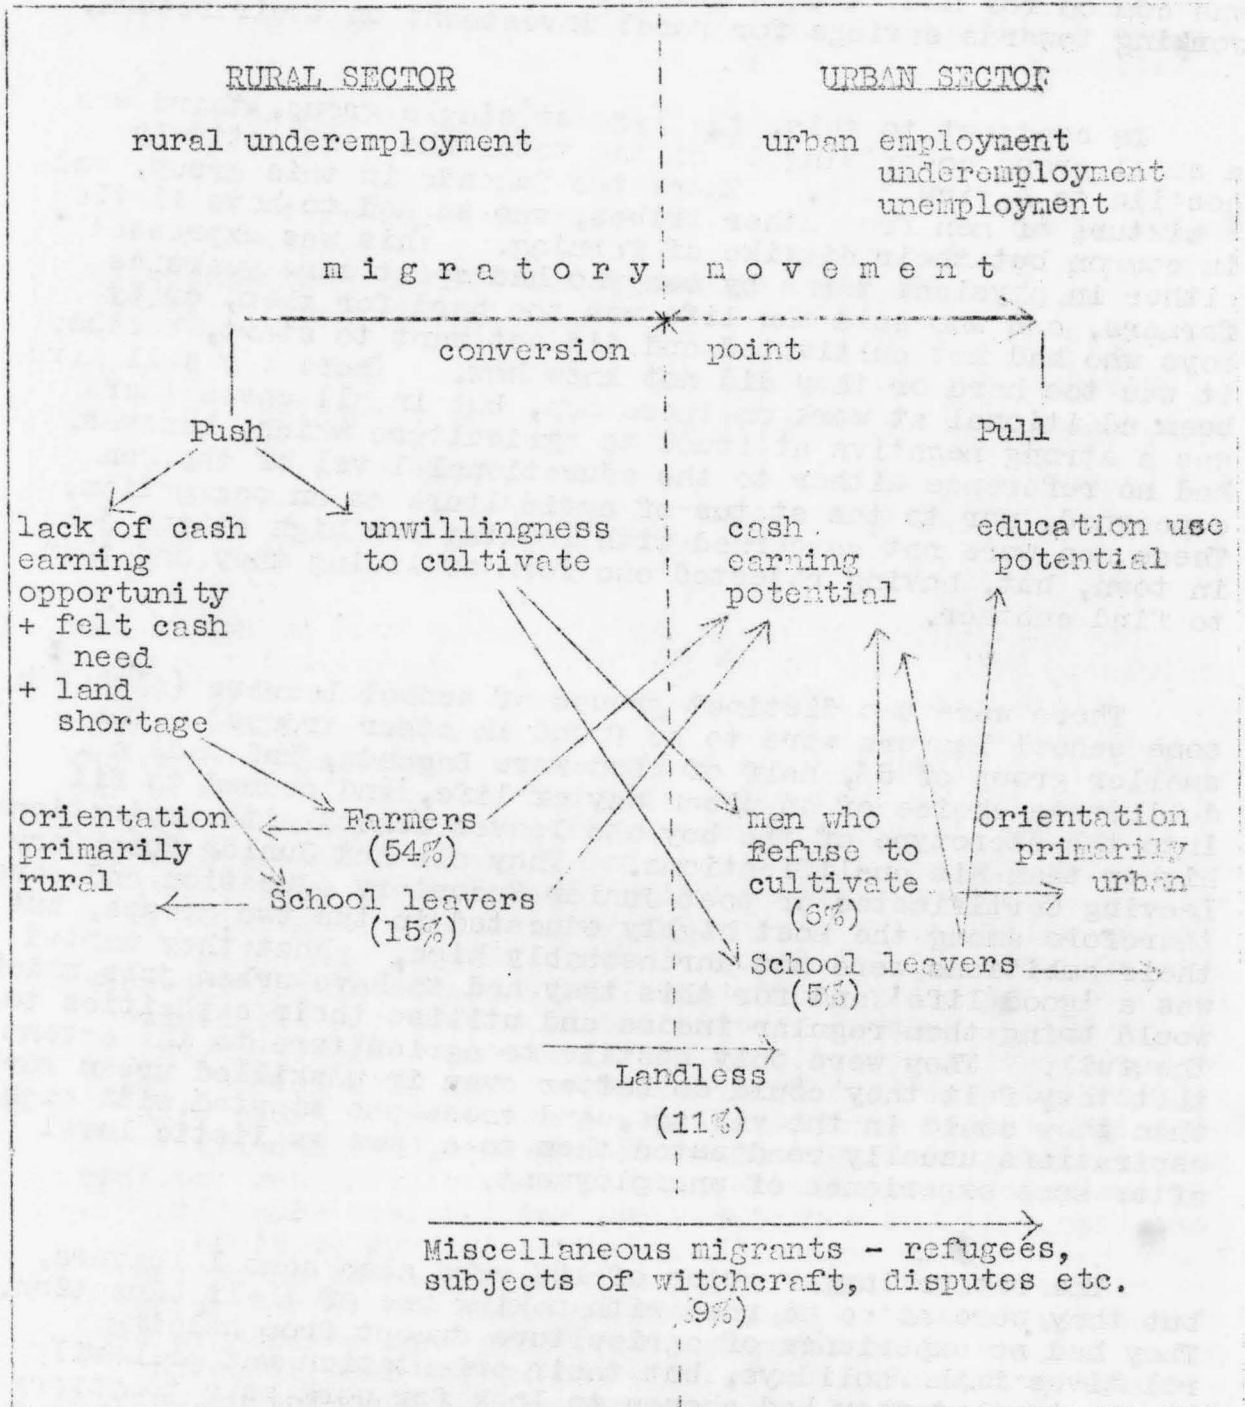 RURAL SECTOR
URBAN SECTOR
rural underemployment
urban employment
underemployment
unemployment
migratory movement
conversion point
Push
Pull
lack of cash
earning
opportunity
+ felt cash
need
+ land
shortage
unwillingness
to cultivate
cash
earning
potential
education use
potential
orientation
primarily
rural
Farmers
(54%)
School leavers
(15%)
men who
refuse to
cultivate
(6%)
orientation
primarily
urban
School leavers
(5%)
Landless
(11%)
Miscellaneous migrants - refugees,
subjects of witchcraft, disputes etc.
9%)